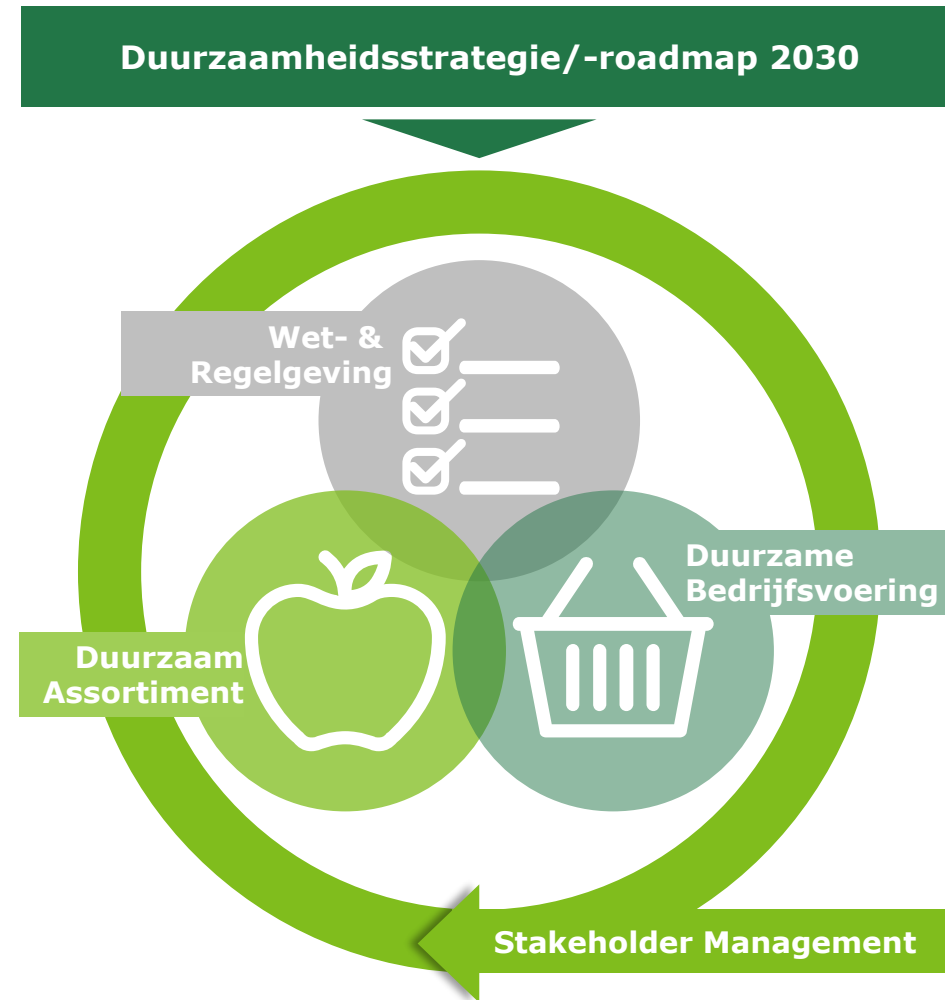 Duurzaamheidsstrategie/-roadmap 2030
Wet- &
Regelgeving
Duurzame
Bedrijfsvoering
Duurzaam
Assortiment
Stakeholder Management